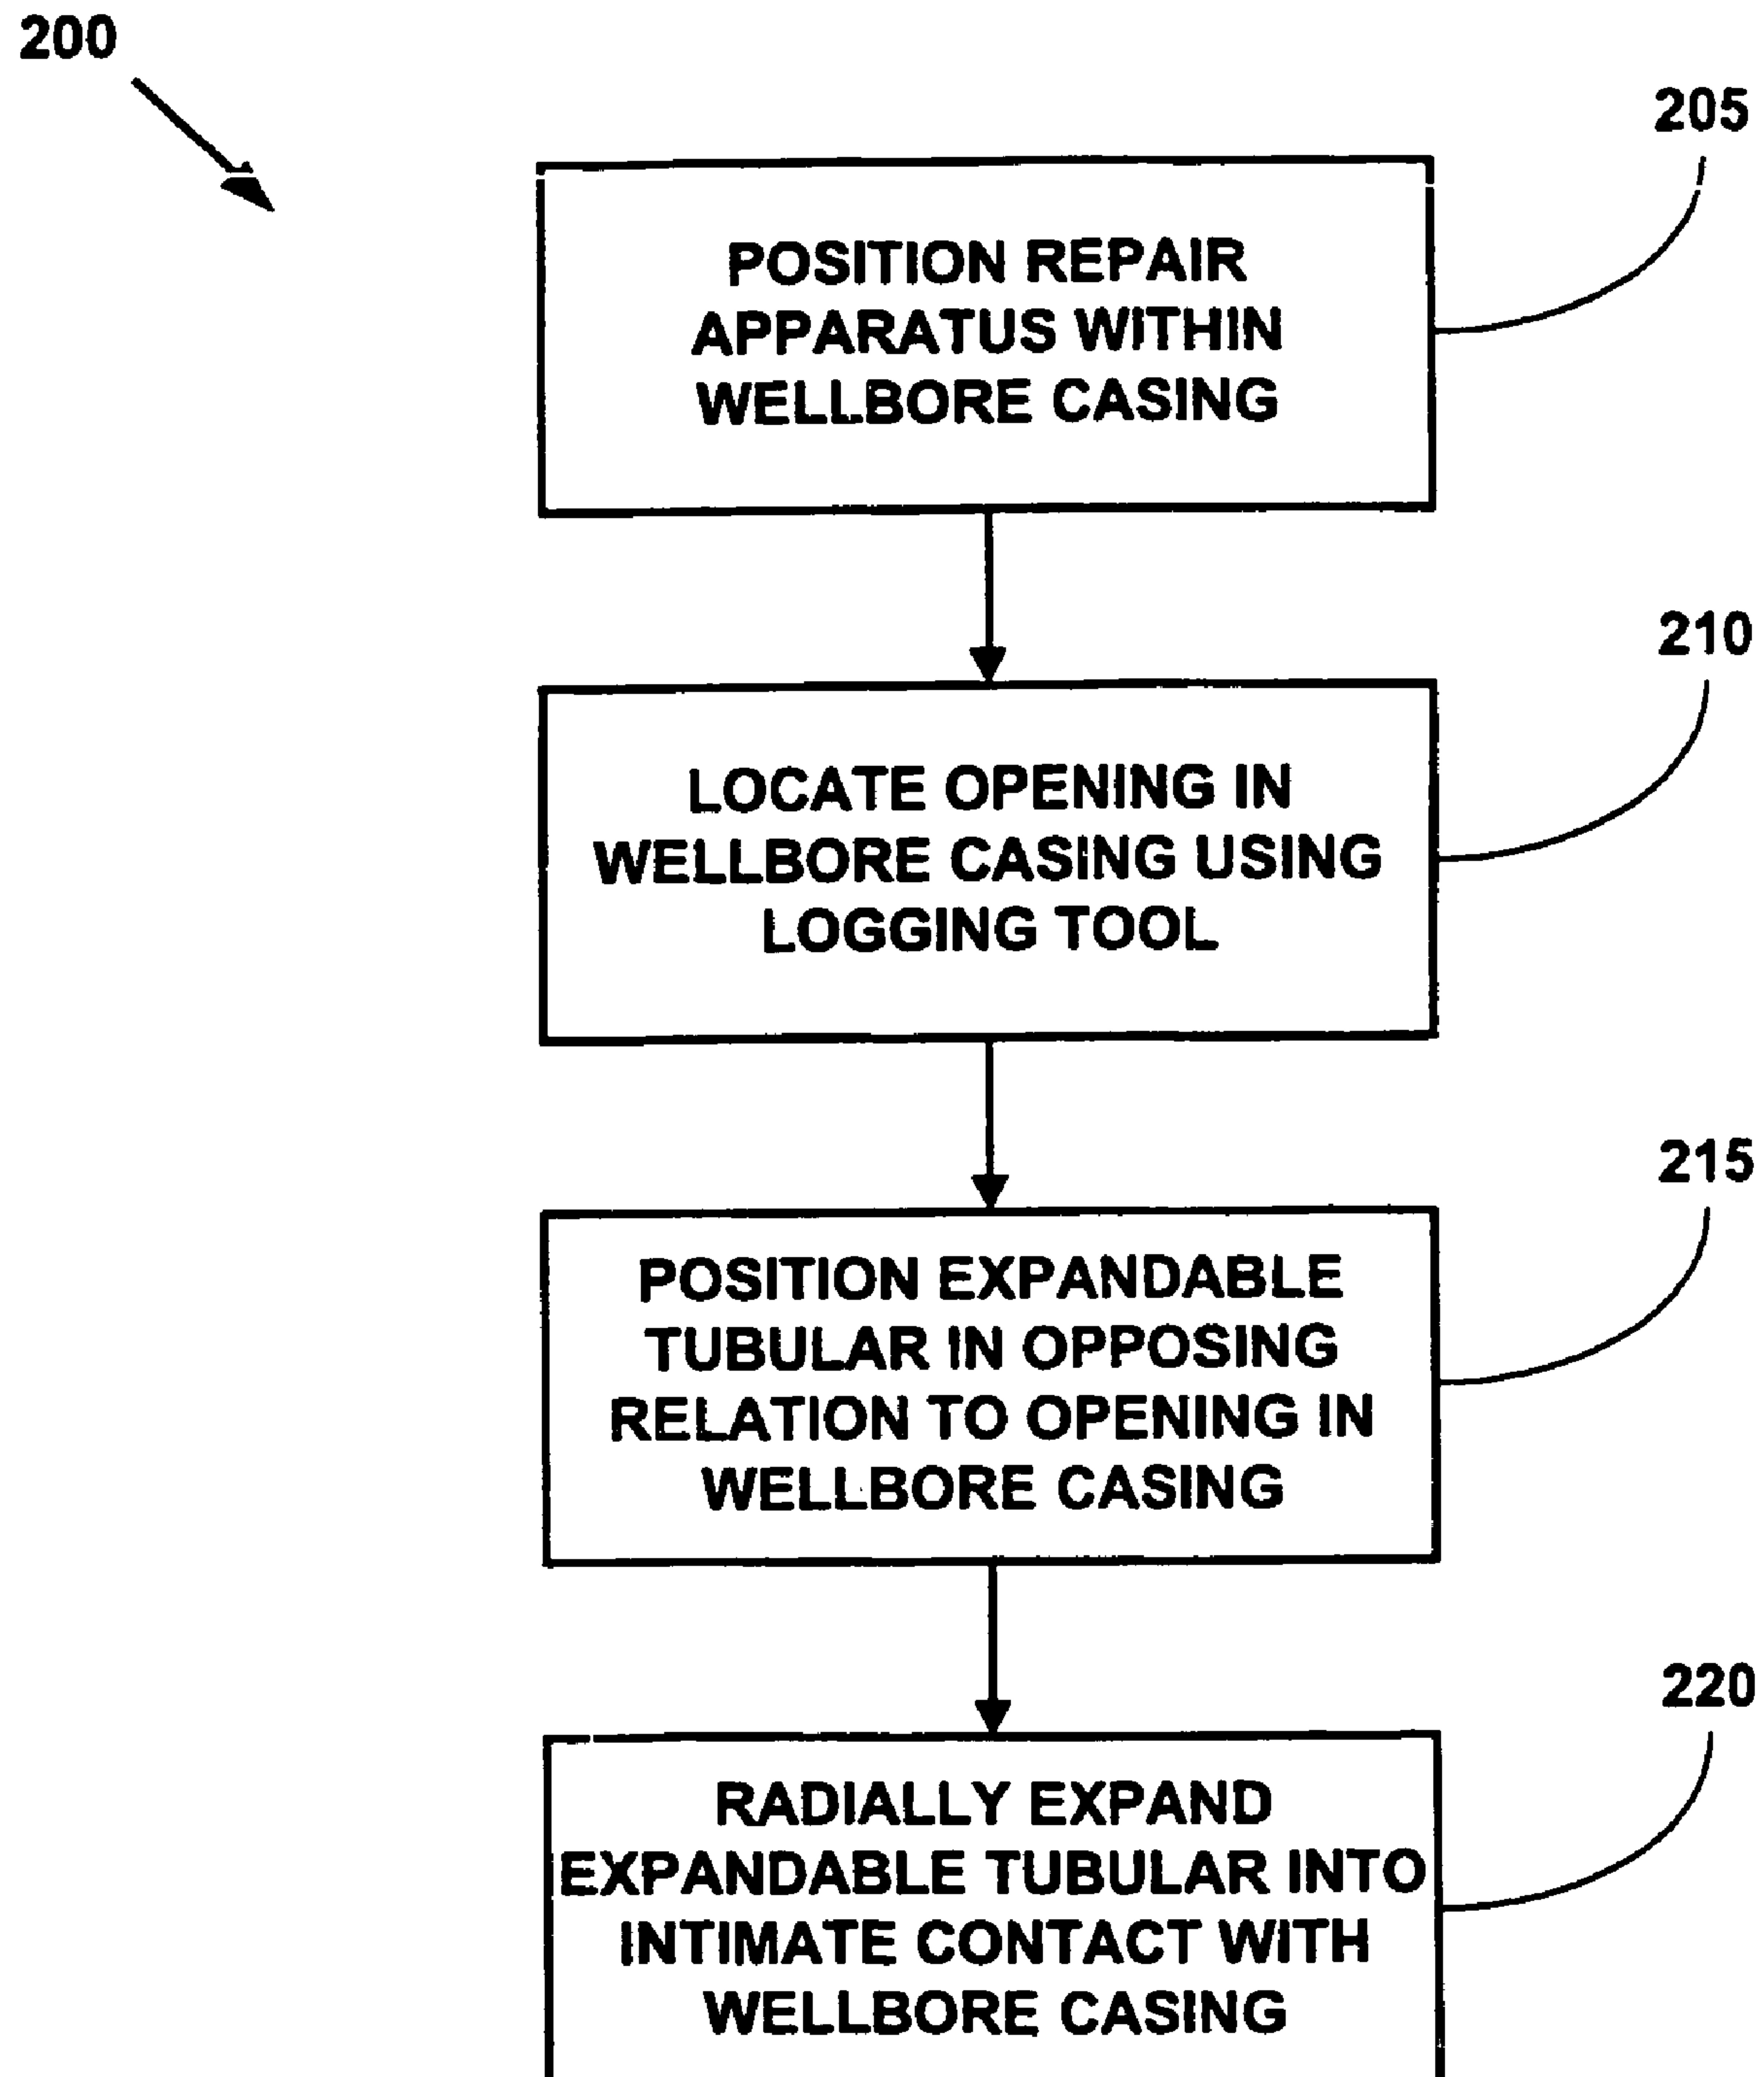 200
205
POSITION REPAIR
APPARATUS WITHIN
WELLBORE CASING
210
LOCATE OPENING IN
WELLBORE CASING USING
LOGGING TOOL
215
POSITION EXPANDABLE
TUBULAR IN OPPOSING
RELATION TO OPENING IN
WELLBORE CASING
220
RADIALLY EXPAND
EXPANDABLE TUBULAR INTO
INTIMATE CONTACT WITH
WELLBORE CASING